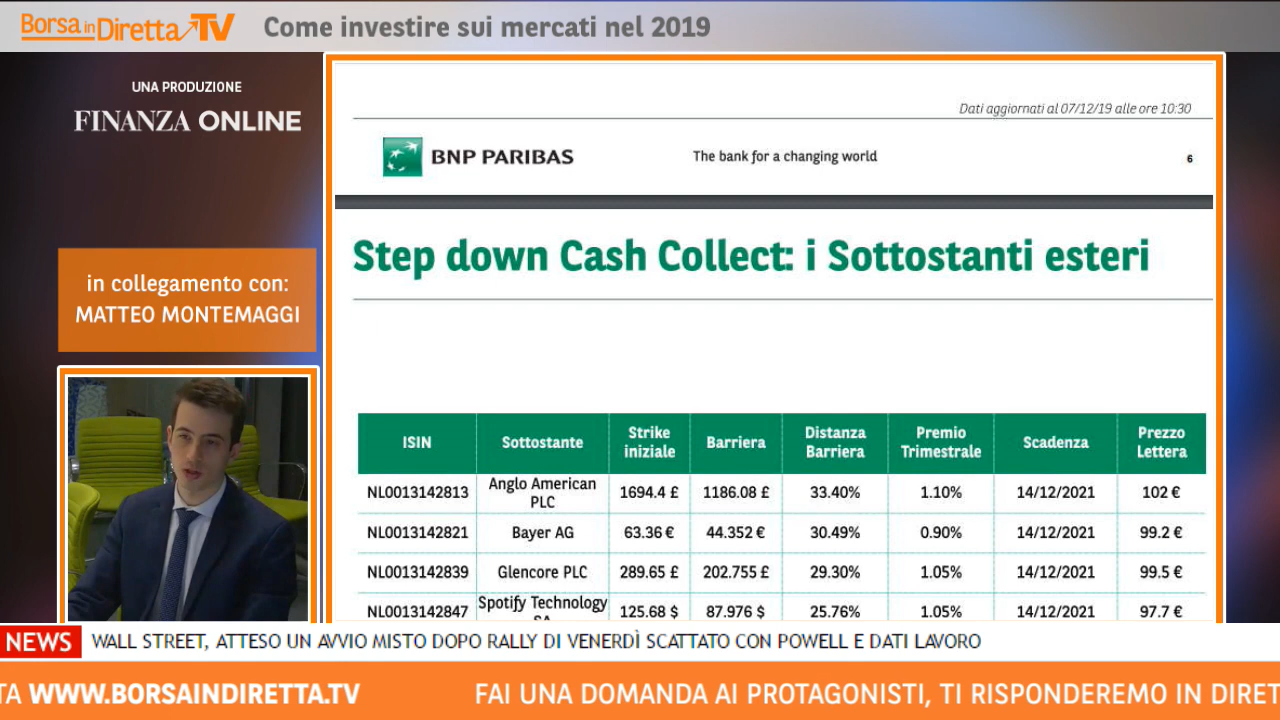 Borsa in Diretta TV
Come investire sui mercati nel 2019
UNA PRODUZIONE
FINANZA ONLINE
in collegamento con:
MATTEO MONTEMAGGI
Dati aggiornati al 07/12/19 alle ore 10:30
BNP PARIBAS The bank for a changing world 6
Step down Cash Collect: i Sottostanti esteri
ISIN Sottostante Strike iniziale Barriera Distanza Barriera Premio Trimestrale Scadenza Prezzo Lettera
NL0013142813 Anglo American PLC 1694.4 £ 1186.08 £ 33.40% 1.10% 14/12/2021 102 €
NL0013142821 Bayer AG 63.36 € 44.352 € 30.49% 0.90% 14/12/2021 99.2 €
NL0013142839 Glencore PLC 289.65 £ 202.755 £ 29.30% 1.05% 14/12/2021 99.5 €
NL0013142847 Spotify Technology SA 125.68 $ 87.976 $ 25.76% 1.05% 14/12/2021 97.7 €
NEWS WALL STREET, ATTESO UN AVVIO MISTO DOPO RALLY DI VENERDÌ SCATTATO CON POWELL E DATI LAVORO
TA WWW.BORSAINDIRETTA.TV FAI UNA DOMANDA AI PROTAGONISTI, TI RISPONDEREMO IN DIRET